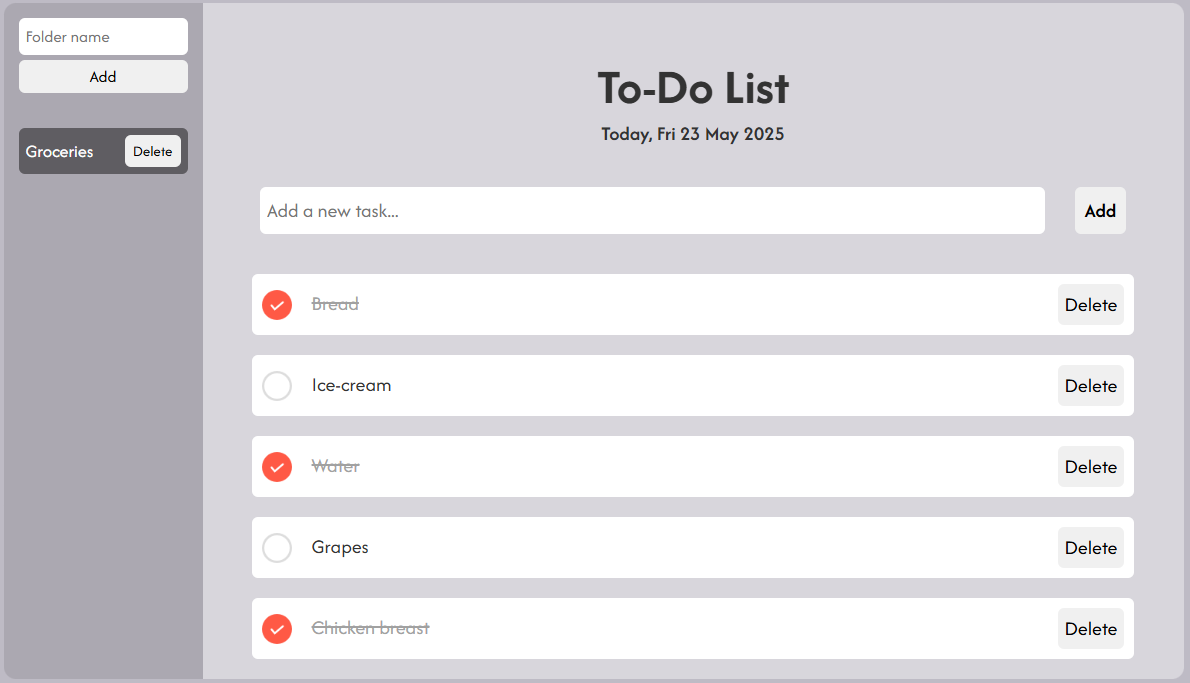 Folder name
Add
Groceries Delete
To-Do List
Today, Fri 23 May 2025
Add a new task... Add
Bread Delete
Ice-cream Delete
Water Delete
Grapes Delete
Chicken breast Delete